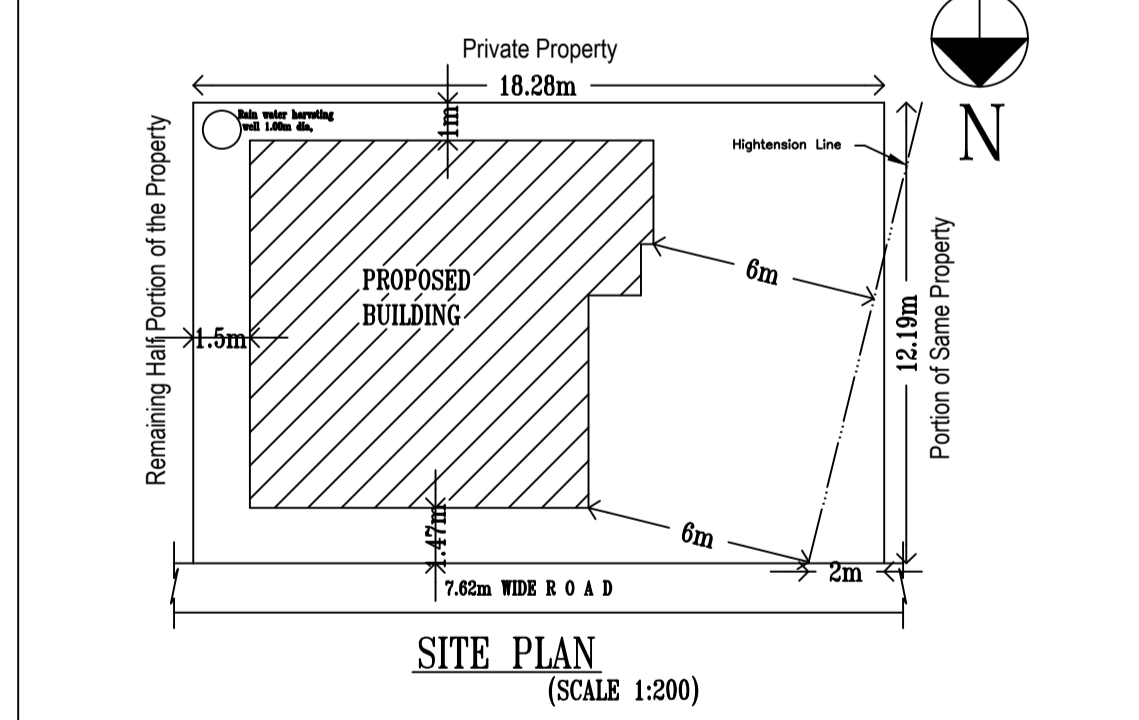 Private Property
18.28m
N
Rain water harvsting
well 1.00m dia,
1m
Hightension Line
Remaining Half Portion of the Property
PROPOSED
BUILDING
6m
12.19m
Portion of Same Property
1.5m
1.47m
6m
2m
7.62m WIDE R O A D
SITE PLAN
(SCALE 1:200)